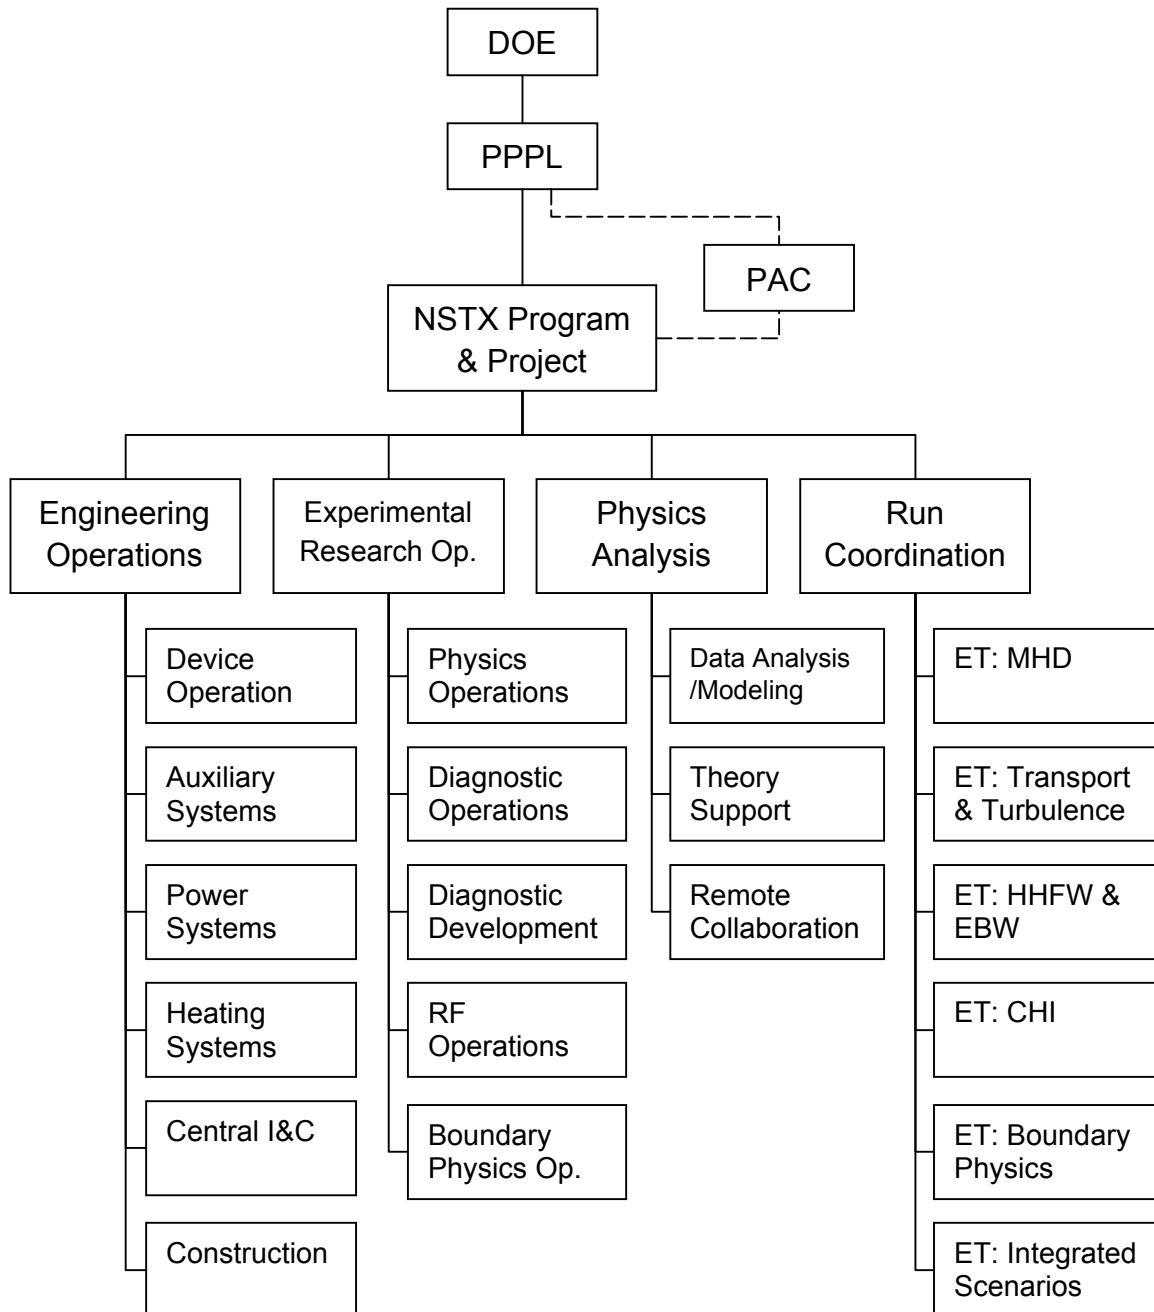 DOE
PPPL
PAC
NSTX Program
& Project
Engineering
Operations
Experimental
Research Op.
Physics
Analysis
Run
Coordination
Device
Operation
Auxiliary
Systems
Power
Systems
Heating
Systems
Central I&C
Construction
Physics
Operations
Diagnostic
Operations
Diagnostic
Development
RF
Operations
Boundary
Physics Op.
Data Analysis
/Modeling
Theory
Support
Remote
Collaboration
ET: MHD
ET: Transport
& Turbulence
ET: HHFW &
EBW
ET: CHI
ET: Boundary
Physics
ET: Integrated
Scenarios